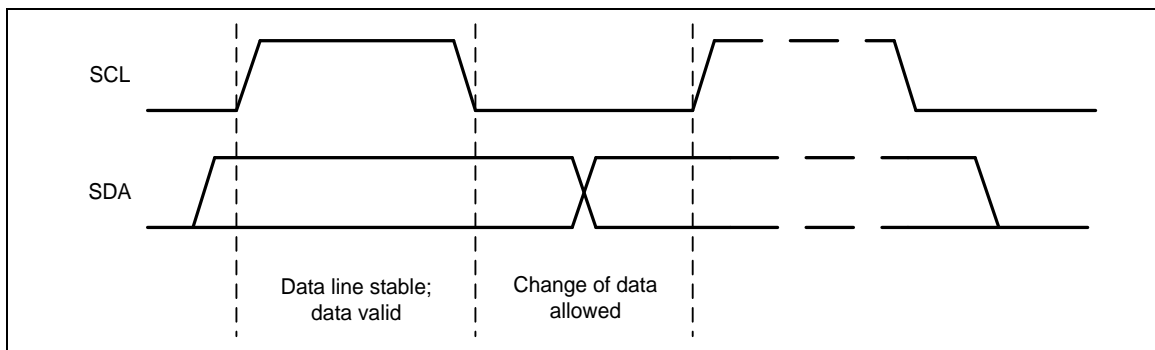 SCL
SDA
Data line stable;
data valid
Change of data
allowed